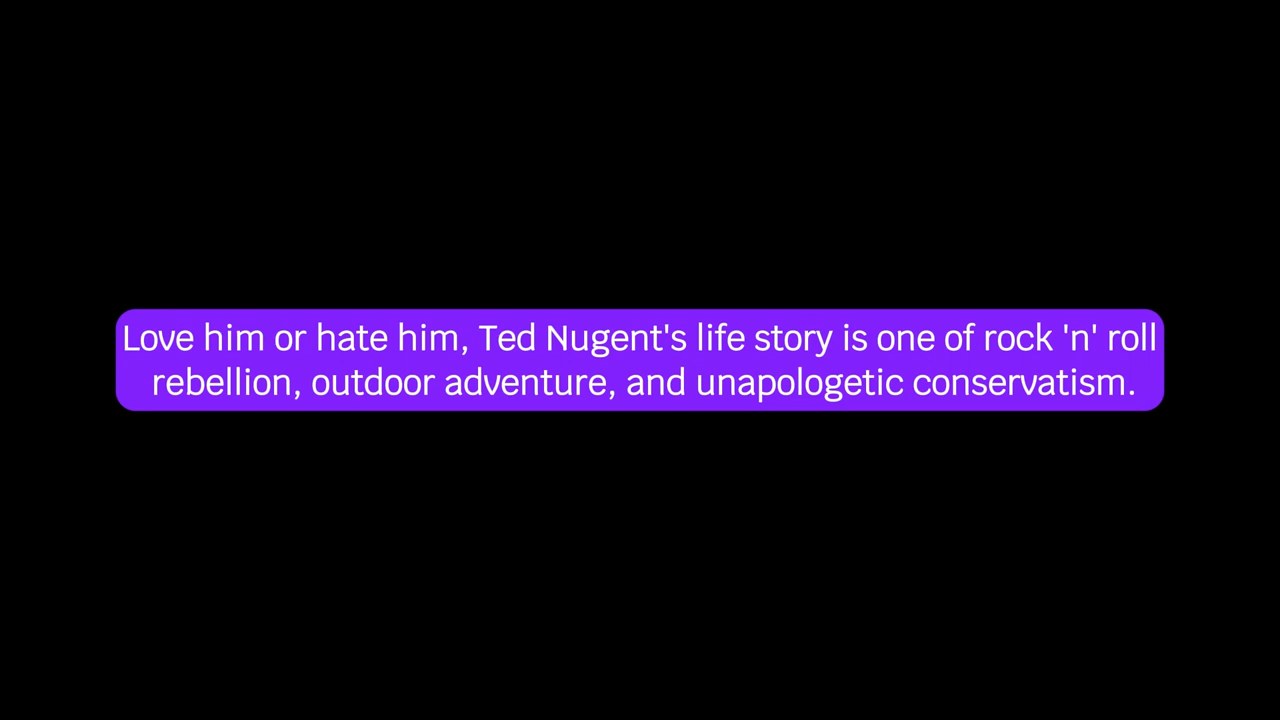 Love him or hate him, Ted Nugent's life story is one of rock 'n' roll
rebellion, outdoor adventure, and unapologetic conservatism.